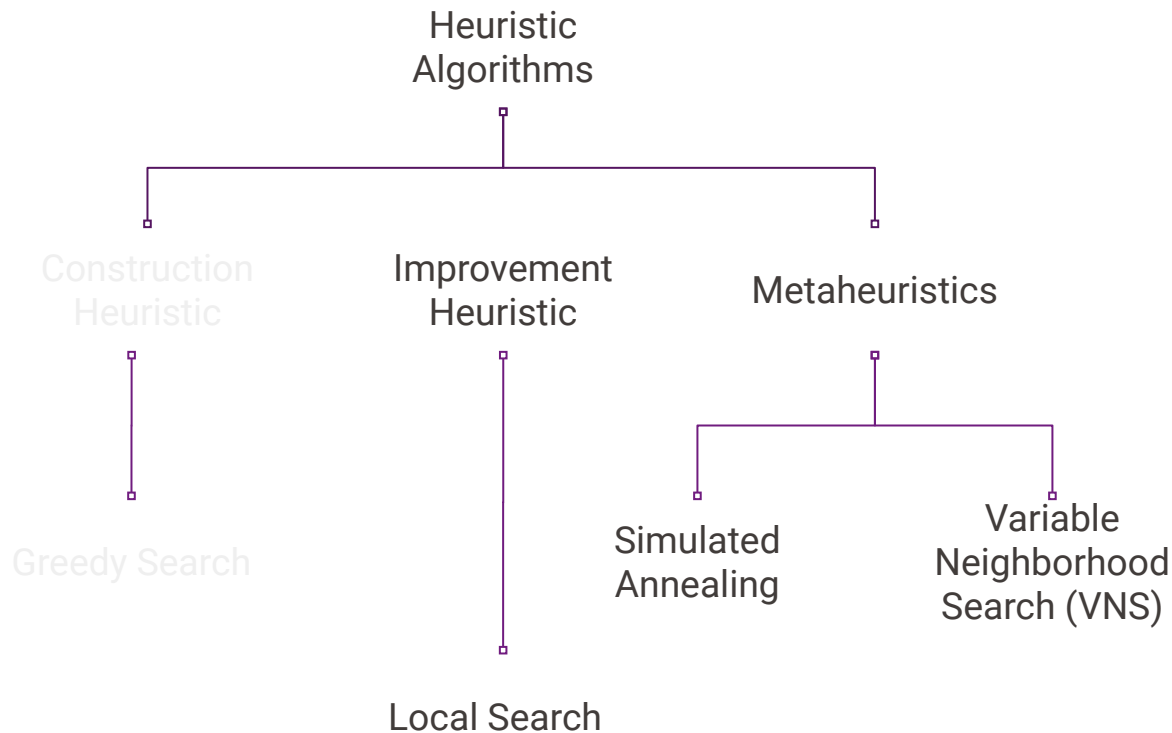 Heuristic
Algorithms
Construction
Heuristic
Improvement
Heuristic
Metaheuristics
Greedy Search
Simulated
Annealing
Variable
Neighborhood
Search (VNS)
Local Search